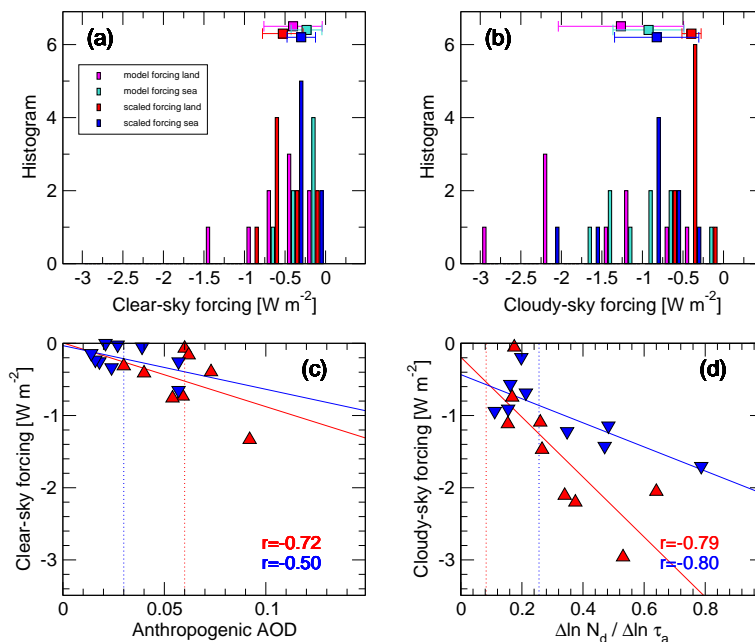 (a)
(b)
6
4
2
0
Histogram
model forcing land
model forcing sea
scaled forcing land
scaled forcing sea
-3 -2.5 -2 -1.5 -1 -0.5 0
Clear-sky forcing [W m-2]
6
4
2
0
Histogram
-3 -2.5 -2 -1.5 -1 -0.5 0
Cloudy-sky forcing [W m-2]
(c)
0
-1
-2
-3
Clear-sky forcing [W m-2]
r=-0.72
r=-0.50
0 0.05 0.1
Anthropogenic AOD
(d)
0
-1
-2
-3
Cloudy-sky forcing [W m-2]
r=-0.79
r=-0.80
0 0.2 0.4 0.6 0.8
Δln Nd / Δln τa